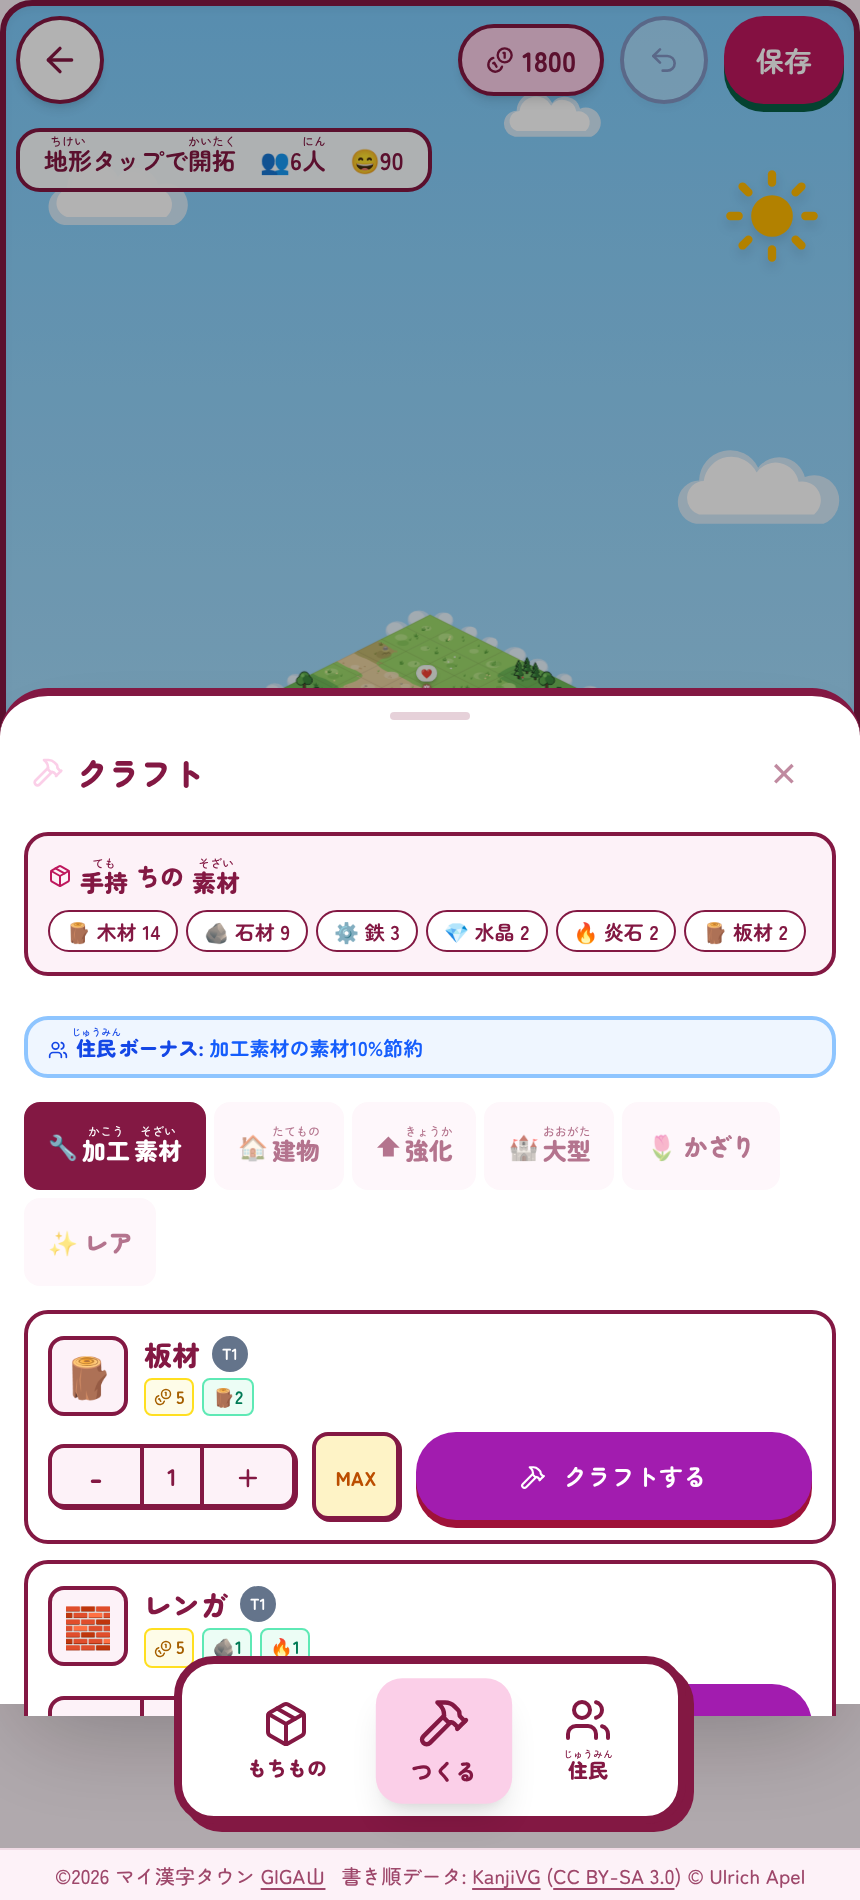 1800
保存
ちけい かいたく にん
地形タップで開拓 6人 90
クラフト
ても そざい
手持 ちの 素材
木材 14 石材 9 鉄 3 水晶 2 炎石 2 板材 2
じゅうみん
住民ボーナス: 加工素材の素材10%節約
かこう そざい たてもの きょうか おおがた
加工 素材 建物 強化 大型 かざり
レア
板材 T1
5 2
- 1 + MAX クラフトする
レンガ T1
5 1 1
じゅうみん
もちもの つくる 住民
©2026 マイ漢字タウン GIGA山 書き順データ: KanjiVG (CC BY-SA 3.0) © Ulrich Apel